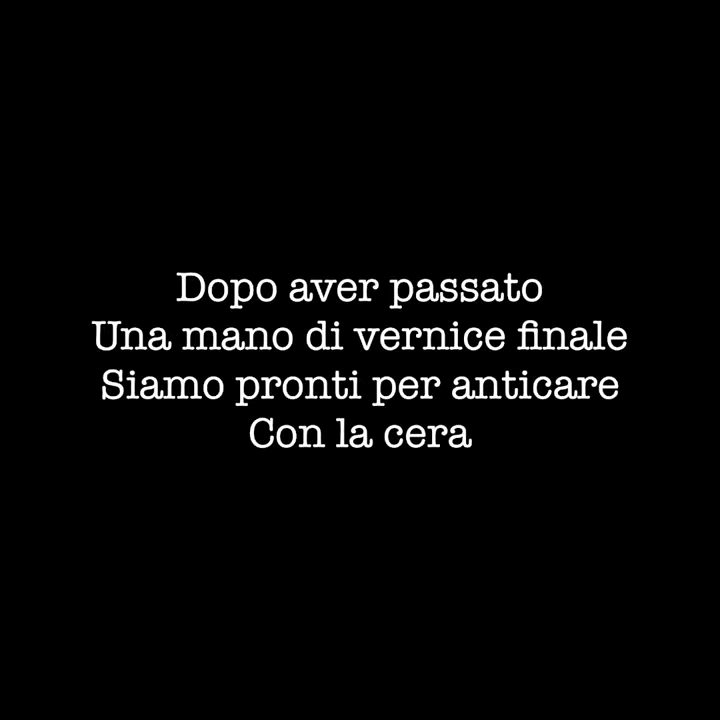 Dopo aver passato
Una mano di vernice finale
Siamo pronti per anticare
Con la cera